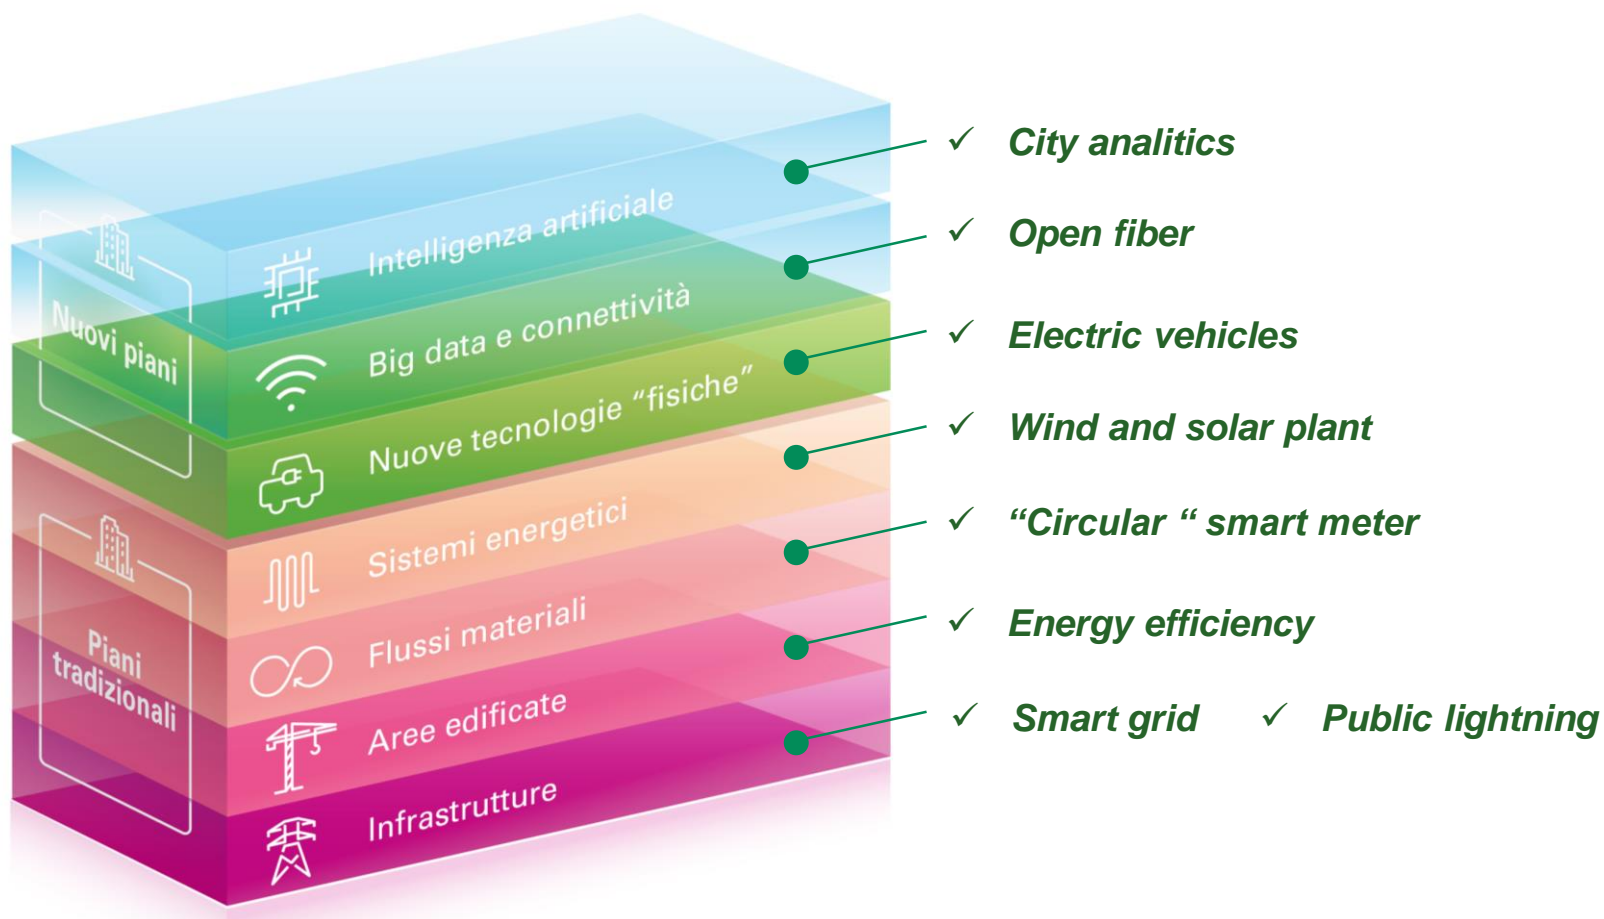 Nuovi piani
Intelligenza artificiale
Big data e connettività
Nuove tecnologie “fisiche”
Piani
tradizionali
Sistemi energetici
Flussi materiali
Aree edificate
Infrastrutture
✓ City analitics
✓ Open fiber
✓ Electric vehicles
✓ Wind and solar plant
✓ “Circular “ smart meter
✓ Energy efficiency
✓ Smart grid ✓ Public lightning